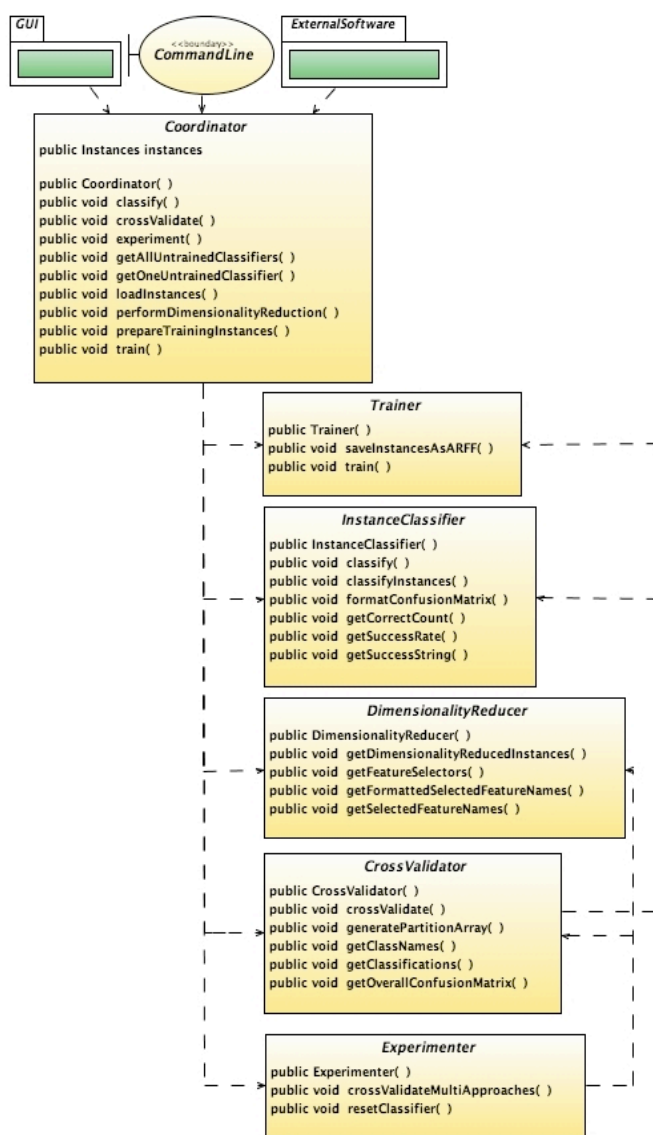 GUI
<<boundary>>
CommandLine
ExternalSoftware
Coordinator
public Instances instances
public Coordinator( )
public void classify( )
public void crossValidate( )
public void experiment( )
public void getAllUntrainedClassifiers( )
public void getOneUntrainedClassifier( )
public void loadInstances( )
public void performDimensionalityReduction( )
public void prepareTrainingInstances( )
public void train( )
Trainer
public Trainer( )
public void saveInstancesAsARFF( )
public void train( )
InstanceClassifier
public InstanceClassifier( )
public void classify( )
public void classifyInstances( )
public void formatConfusionMatrix( )
public void getCorrectCount( )
public void getSuccessRate( )
public void getSuccessString( )
DimensionalityReducer
public DimensionalityReducer( )
public void getDimensionalityReducedInstances( )
public void getFeatureSelectors( )
public void getFormattedSelectedFeatureNames( )
public void getSelectedFeatureNames( )
CrossValidator
public CrossValidator( )
public void crossValidate( )
public void generatePartitionArray( )
public void getClassNames( )
public void getClassifications( )
public void getOverallConfusionMatrix( )
Experimenter
public Experimenter( )
public void crossValidateMultiApproaches( )
public void resetClassifier( )